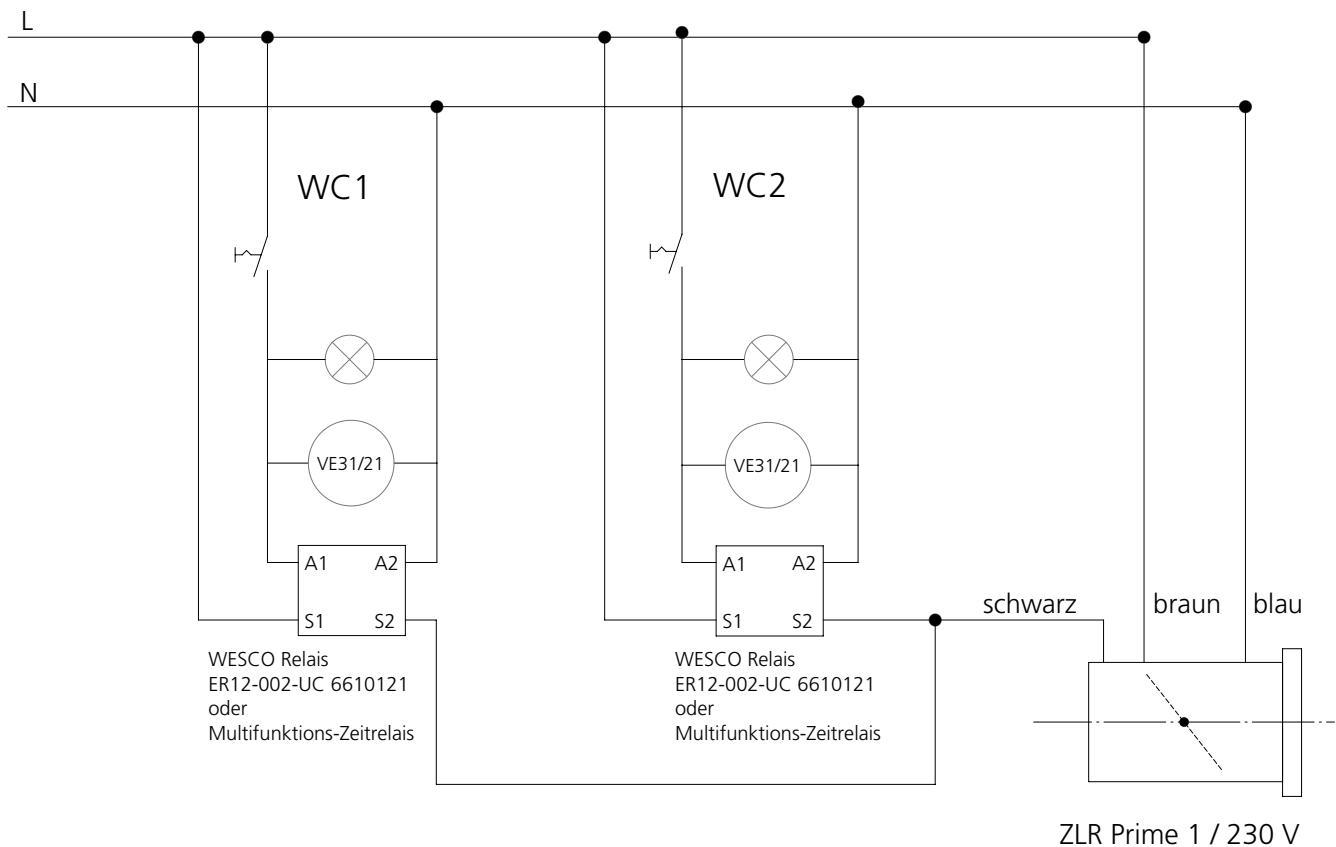 L
N
WC1
WC2
VE31/21
VE31/21
A1 A2
S1 S2
A1 A2
S1 S2
schwarz braun blau
WESCO Relais
ER12-002-UC 6610121
oder
Multifunktions-Zeitrelais
WESCO Relais
ER12-002-UC 6610121
oder
Multifunktions-Zeitrelais
ZLR Prime 1 / 230 V